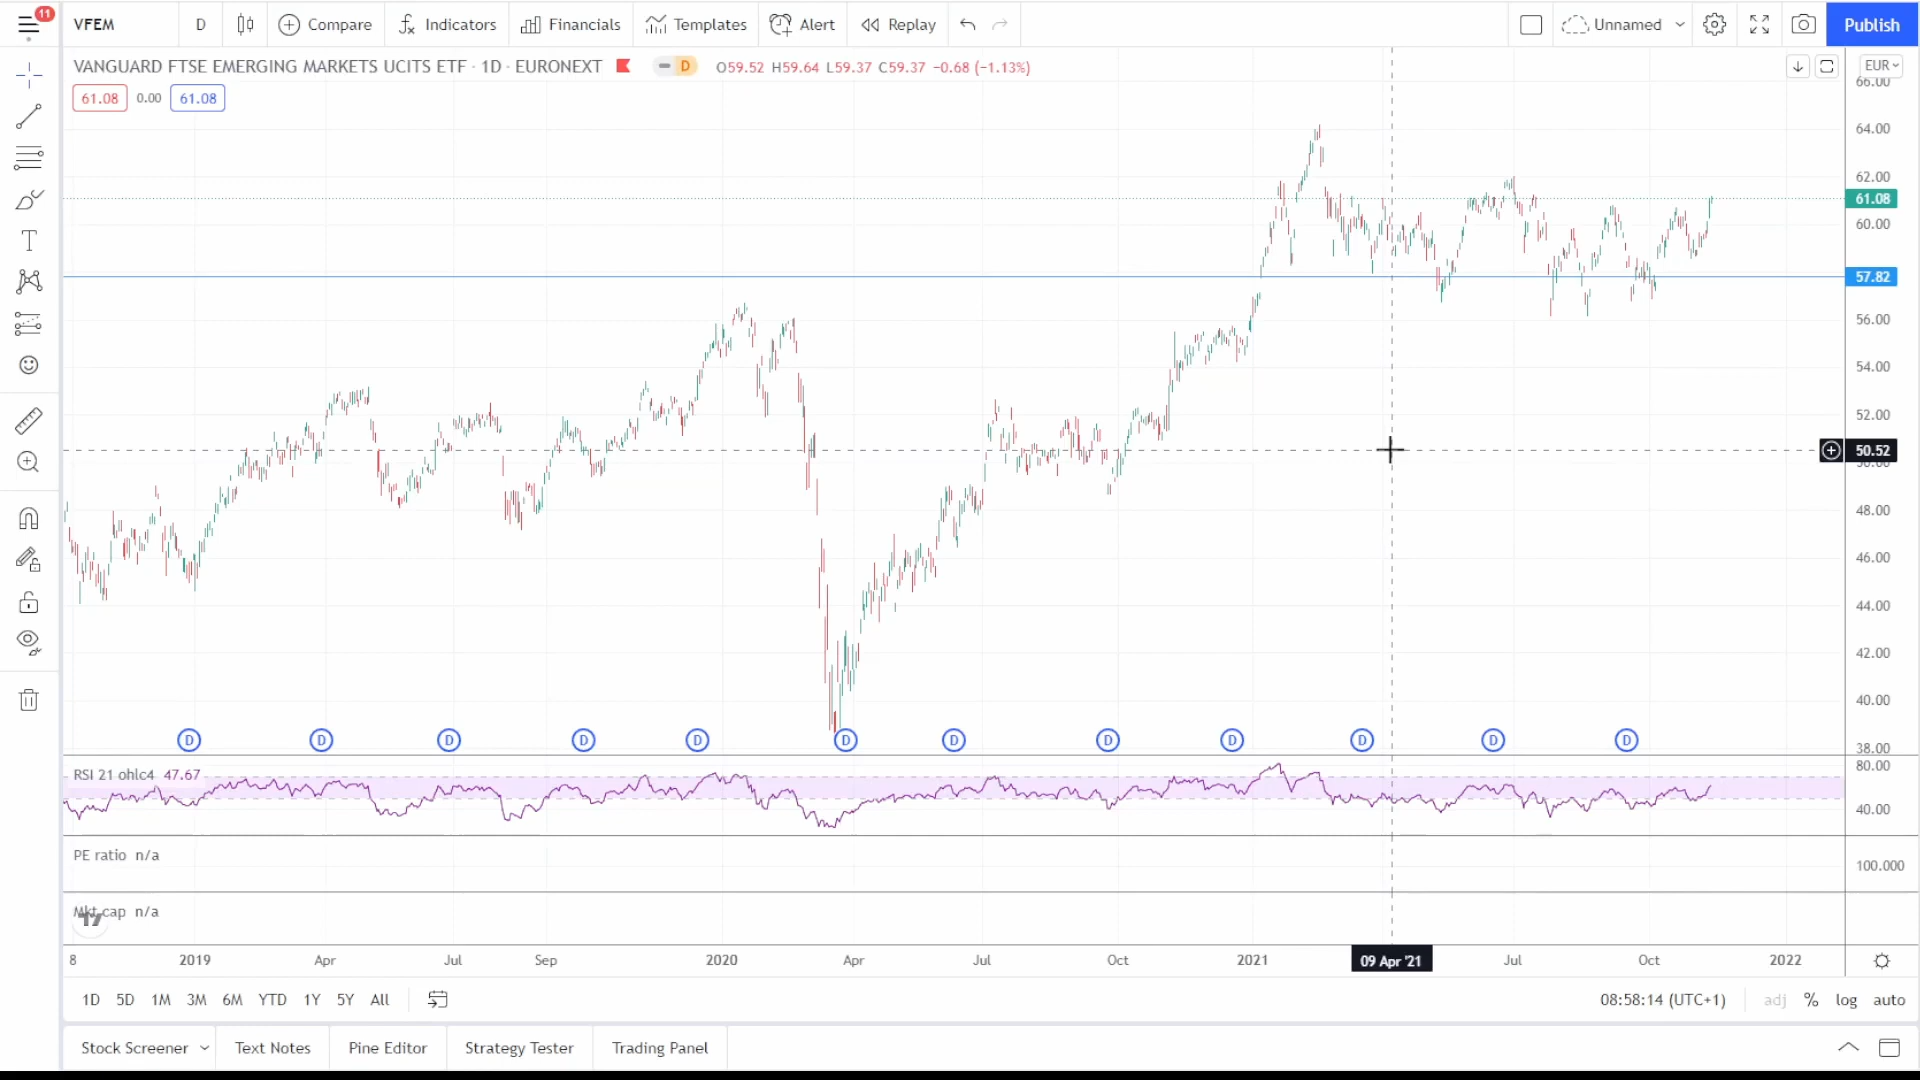 11
VFEM D Compare Indicators Financials Templates Alert Replay Unnamed Publish
VANGUARD FTSE EMERGING MARKETS UCITS ETF · 1D · EURONEXT D O59.52 H59.64 L59.37 C59.37 −0.68 (−1.13%) EUR
61.08 0.00 61.08
66.00
64.00
62.00
61.08
60.00
57.82
56.00
54.00
52.00
50.52
50.00
48.00
46.00
44.00
42.00
40.00
38.00
D D D D D D D D D D D D
RSI 21 ohlc4 47.67
80.00
40.00
PE ratio n/a
100.000
Mkt cap n/a
8 2019 Apr Jul Sep 2020 Apr Jul Oct 2021 09 Apr '21 Jul Oct 2022
1D 5D 1M 3M 6M YTD 1Y 5Y All 08:58:14 (UTC+1) adj % log auto
Stock Screener Text Notes Pine Editor Strategy Tester Trading Panel